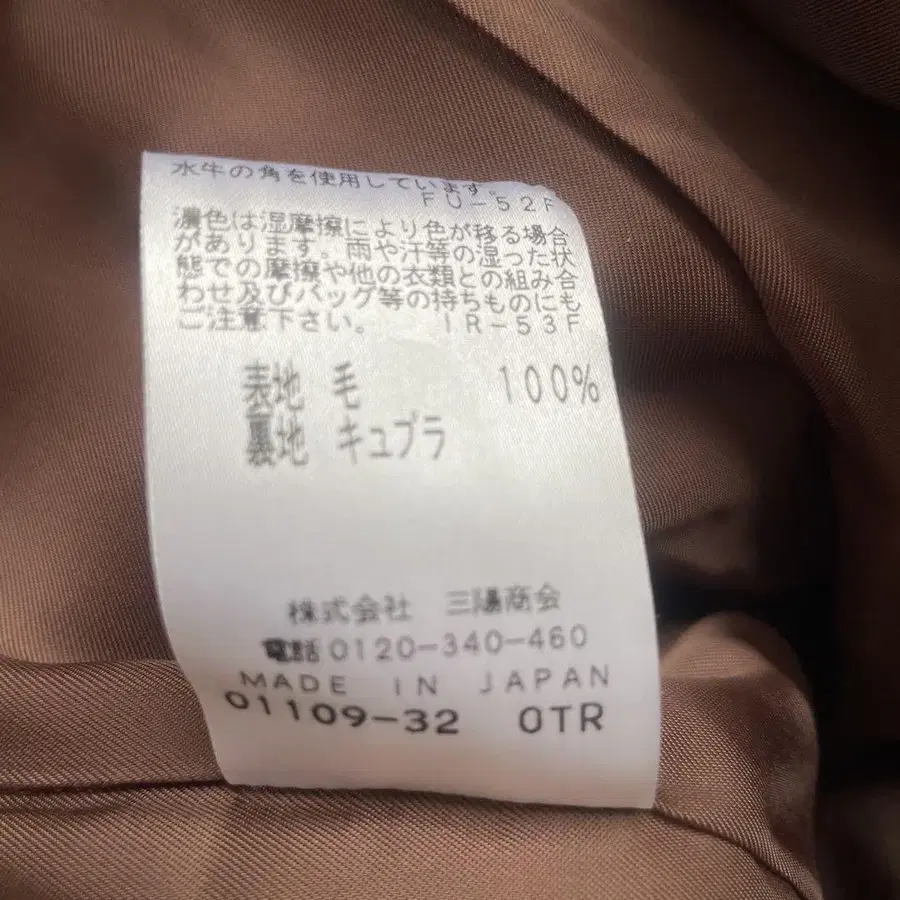 水牛の角を使用しています。
FU-52F
濃色は湿摩擦により色が移る場合
があります。雨や汗等の湿った状
態での摩擦や他の衣類との組み合
わせ及びバッグ等の持ちものにも
ご注意下さい。 IR-53F
表地 毛 100%
裏地 キュプラ
株式会社 三陽商会
電話0120-340-460
MADE IN JAPAN
01109-32 OTR